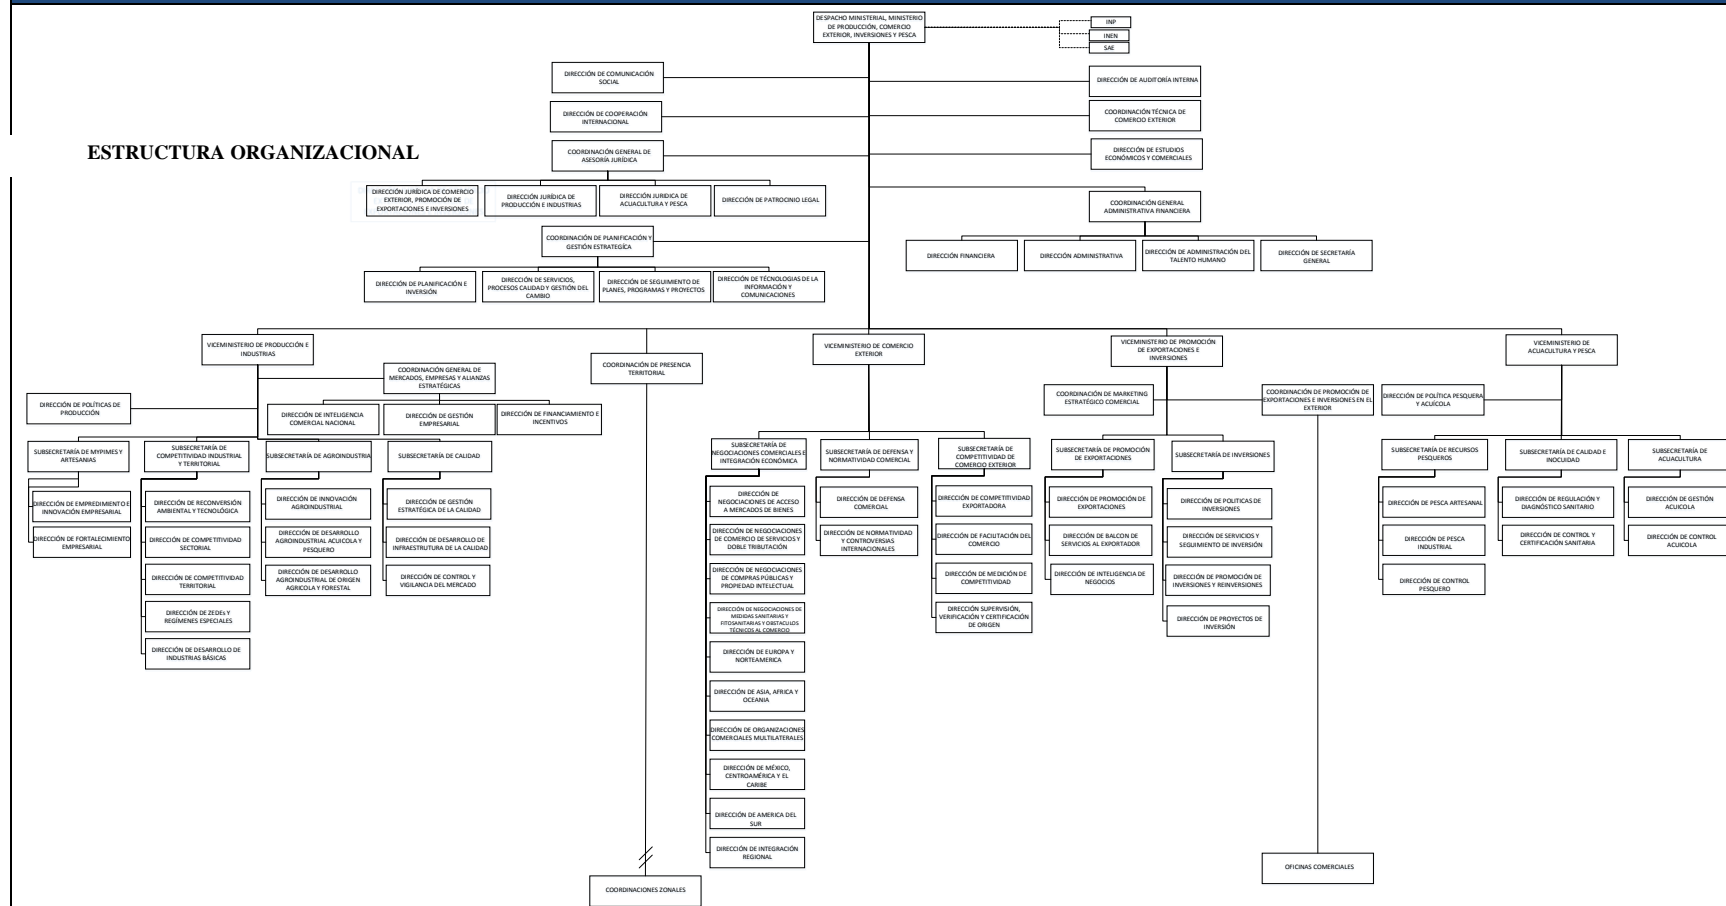 DESPACHO MINISTERIAL, MINISTERIO
DE PRODUCCIÓN, COMERCIO
EXTERIOR, INVERSIONES Y PESCA
INP
INEN
SAE
DIRECCIÓN DE COMUNICACIÓN
SOCIAL
DIRECCIÓN DE AUDITORÍA INTERNA
DIRECCIÓN DE COOPERACIÓN
INTERNACIONAL
COORDINACIÓN TÉCNICA DE
COMERCIO EXTERIOR
ESTRUCTURA ORGANIZACIONAL
COORDINACIÓN GENERAL DE
ASESORÍA JURÍDICA
DIRECCIÓN DE ESTUDIOS
ECONÓMICOS Y COMERCIALES
DIRECCIÓN JURÍDICA DE COMERCIO
EXTERIOR, PROMOCIÓN DE
EXPORTACIONES E INVERSIONES
DIRECCIÓN JURÍDICA DE
PRODUCCIÓN E INDUSTRIAS
DIRECCIÓN JURIDICA DE
ACUACULTURA Y PESCA
DIRECCIÓN DE PATROCINIO LEGAL
COORDINACIÓN GENERAL
ADMINISTRATIVA FINANCIERA
COORDINACIÓN DE PLANIFICACIÓN Y
GESTIÓN ESTRATEGÍCA
DIRECCIÓN FINANCIERA
DIRECCIÓN ADMINISTRATIVA
DIRECCIÓN DE ADMINISTRACIÓN DEL
TALENTO HUMANO
DIRECCIÓN DE SECRETARÍA
GENERAL
DIRECCIÓN DE PLANIFICACIÓN E
INVERSIÓN
DIRECCIÓN DE SERVICIOS,
PROCESOS CALIDAD Y GESTIÓN DEL
CAMBIO
DIRECCIÓN DE SEGUIMIENTO DE
PLANES, PROGRAMAS Y PROYECTOS
DIRECCIÓN DE TÉCNOLOGIAS DE LA
INFORMACIÓN Y
COMUNICACIONES
VICEMINISTERIO DE PRODUCCIÓN E
INDUSTRIAS
COORDINACIÓN DE PRESENCIA
TERRITORIAL
VICEMINISTERIO DE COMERCIO
EXTERIOR
VICEMINISTERIO DE PROMOCIÓN
DE EXPORTACIONES E
INVERSIONES
VICEMINISTERIO DE
ACUACULTURA Y PESCA
COORDINACIÓN GENERAL DE
MERCADOS, EMPRESAS Y ALIANZAS
ESTRATÉGICAS
DIRECCIÓN DE POLÍTICAS DE
PRODUCCIÓN
DIRECCIÓN DE INTELIGENCIA
COMERCIAL NACIONAL
DIRECCIÓN DE GESTIÓN
EMPRESARIAL
DIRECCIÓN DE FINANCIAMIENTO E
INCENTIVOS
COORDINACIÓN DE MARKETING
ESTRATÉGICO COMERCIAL
COORDINACIÓN DE PROMOCIÓN DE
EXPORTACIONES E INVERSIONES EN EL
EXTERIOR
DIRECCIÓN DE POLÍTICA PESQUERA
Y ACUÍCOLA
SUBSECRETARÍA DE MYPIMES Y
ARTESANIAS
SUBSECRETARÍA DE
COMPETITIVIDAD INDUSTRIAL
Y TERRITORIAL
SUBSECRETARÍA DE AGROINDUSTRIA
SUBSECRETARÍA DE CALIDAD
SUBSECRETARÍA DE
NEGOCIACIONES COMERCIALES E
INTEGRACIÓN ECONÓMICA
SUBSECRETARÍA DE DEFENSA Y
NORMATIVIDAD COMERCIAL
SUBSECRETARÍA DE
COMPETITIVIDAD DE
COMERCIO EXTERIOR
SUBSECRETARÍA DE PROMOCIÓN
DE EXPORTACIONES
SUBSECRETARÍA DE INVERSIONES
SUBSECRETARÍA DE RECURSOS
PESQUEROS
SUBSECRETARÍA DE CALIDAD E
INOCUIDAD
SUBSECRETARÍA DE
ACUACULTURA
DIRECCIÓN DE EMPREDIMIENTO E
INNOVACIÓN EMPRESARIAL
DIRECCIÓN DE FORTALECIMIENTO
EMPRESARIAL
DIRECCIÓN DE RECONVERSIÓN
AMBIENTAL Y TECNOLÓGICA
DIRECCIÓN DE COMPETITIVIDAD
SECTORIAL
DIRECCIÓN DE COMPETITIVIDAD
TERRITORIAL
DIRECCIÓN DE ZEDEs Y
REGÍMENES ESPECIALES
DIRECCIÓN DE DESARROLLO DE
INDUSTRIAS BÁSICAS
DIRECCIÓN DE INNOVACIÓN
AGROINDUSTRIAL
DIRECCIÓN DE DESARROLLO
AGROINDUSTRIAL ACUICOLA Y
PESQUERO
DIRECCIÓN DE DESARROLLO
AGROINDUSTRIAL DE ORIGEN
AGRICOLA Y FORESTAL
DIRECCIÓN DE GESTIÓN
ESTRATÉGICA DE LA CALIDAD
DIRECCIÓN DE DESARROLLO DE
INFRAESTRUTURA DE LA CALIDAD
DIRECCIÓN DE CONTROL Y
VIGILANCIA DEL MERCADO
DIRECCIÓN DE
NEGOCIACIONES DE ACCESO
A MERCADOS DE BIENES
DIRECCIÓN DE NEGOCIACIONES
DE COMERCIO DE SERVICIOS Y
DOBLE TRIBUTACIÓN
DIRECCIÓN DE NEGOCIACIONES
DE COMPRAS PÚBLICAS Y
PROPIEDAD INTELECTUAL
DIRECCIÓN DE NEGOCIACIONES DE
MEDIDAS SANITARIAS Y
FITOSANITARIAS Y OBSTACULOS
TÉCNICOS AL COMERCIO
DIRECCIÓN DE EUROPA Y
NORTEAMERICA
DIRECCIÓN DE ASIA, AFRICA Y
OCEANIA
DIRECCIÓN DE ORGANIZACIONES
COMERCIALES MULTILATERALES
DIRECCIÓN DE MÉXICO,
CENTROAMÉRICA Y EL
CARIBE
DIRECCIÓN DE AMERICA DEL
SUR
DIRECCIÓN DE INTEGRACIÓN
REGIONAL
DIRECCIÓN DE DEFENSA
COMERCIAL
DIRECCIÓN DE NORMATIVIDAD
Y CONTROVERSIAS
INTERNACIONALES
DIRECCIÓN DE COMPETITIVIDAD
EXPORTADORA
DIRECCIÓN DE FACILITACIÓN DEL
COMERCIO
DIRECCIÓN DE MEDICIÓN DE
COMPETITIVIDAD
DIRECCIÓN SUPERVISIÓN,
VERIFICACIÓN Y CERTIFICACIÓN
DE ORIGEN
DIRECCIÓN DE PROMOCIÓN DE
EXPORTACIONES
DIRECCIÓN DE BALCON DE
SERVICIOS AL EXPORTADOR
DIRECCIÓN DE INTELIGENCIA DE
NEGOCIOS
DIRECCIÓN DE POLITICAS DE
INVERSIONES
DIRECCIÓN DE SERVICIOS Y
SEGUIMIENTO DE INVERSIÓN
DIRECCIÓN DE PROMOCIÓN DE
INVERSIONES Y REINVERSIONES
DIRECCIÓN DE PROYECTOS DE
INVERSIÓN
DIRECCIÓN DE PESCA ARTESANAL
DIRECCIÓN DE PESCA
INDUSTRIAL
DIRECCIÓN DE CONTROL
PESQUERO
DIRECCIÓN DE REGULACIÓN Y
DIAGNÓSTICO SANITARIO
DIRECCIÓN DE CONTROL Y
CERTIFICACIÓN SANITARIA
DIRECCIÓN DE GESTIÓN
ACUICOLA
DIRECCIÓN DE CONTROL
ACUICOLA
OFICINAS COMERCIALES
COORDINACIONES ZONALES